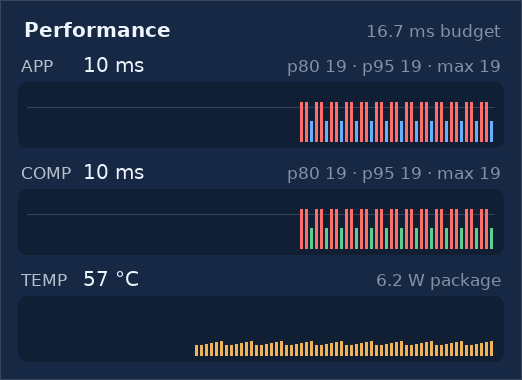 Performance 16.7 ms budget
APP 10 ms p80 19 · p95 19 · max 19
COMP 10 ms p80 19 · p95 19 · max 19
TEMP 57 °C 6.2 W package